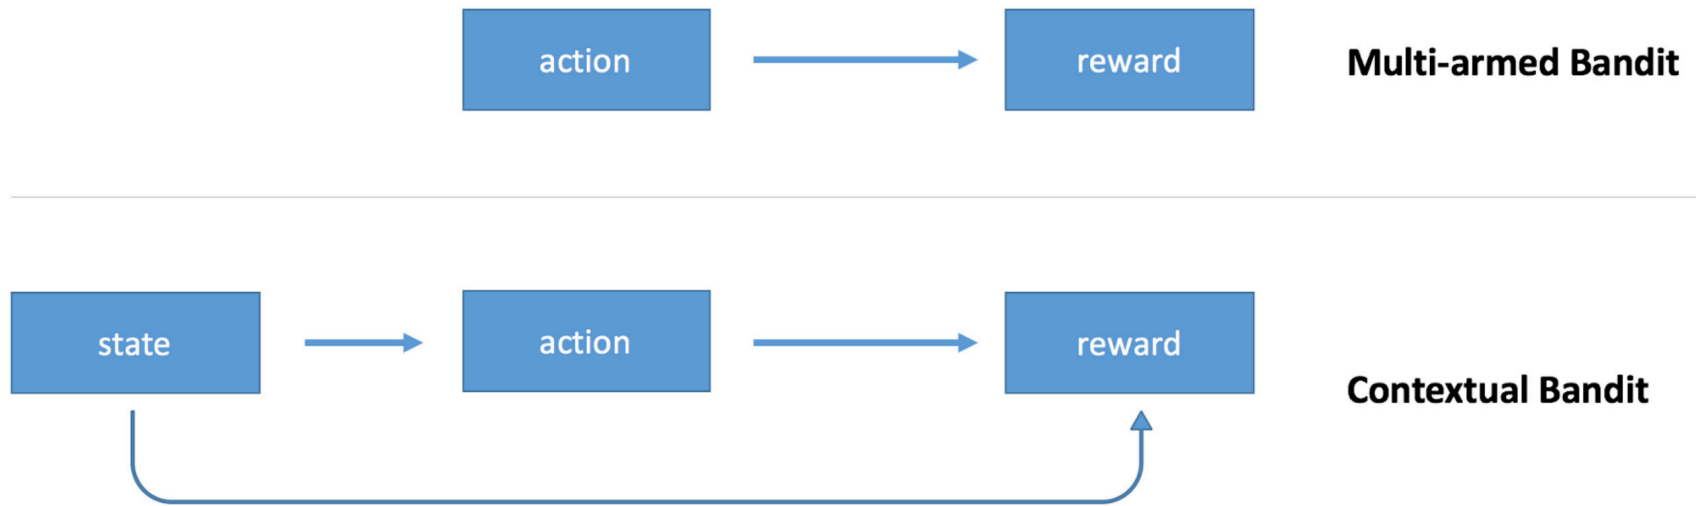 action
reward
Multi-armed Bandit
state
action
reward
Contextual Bandit